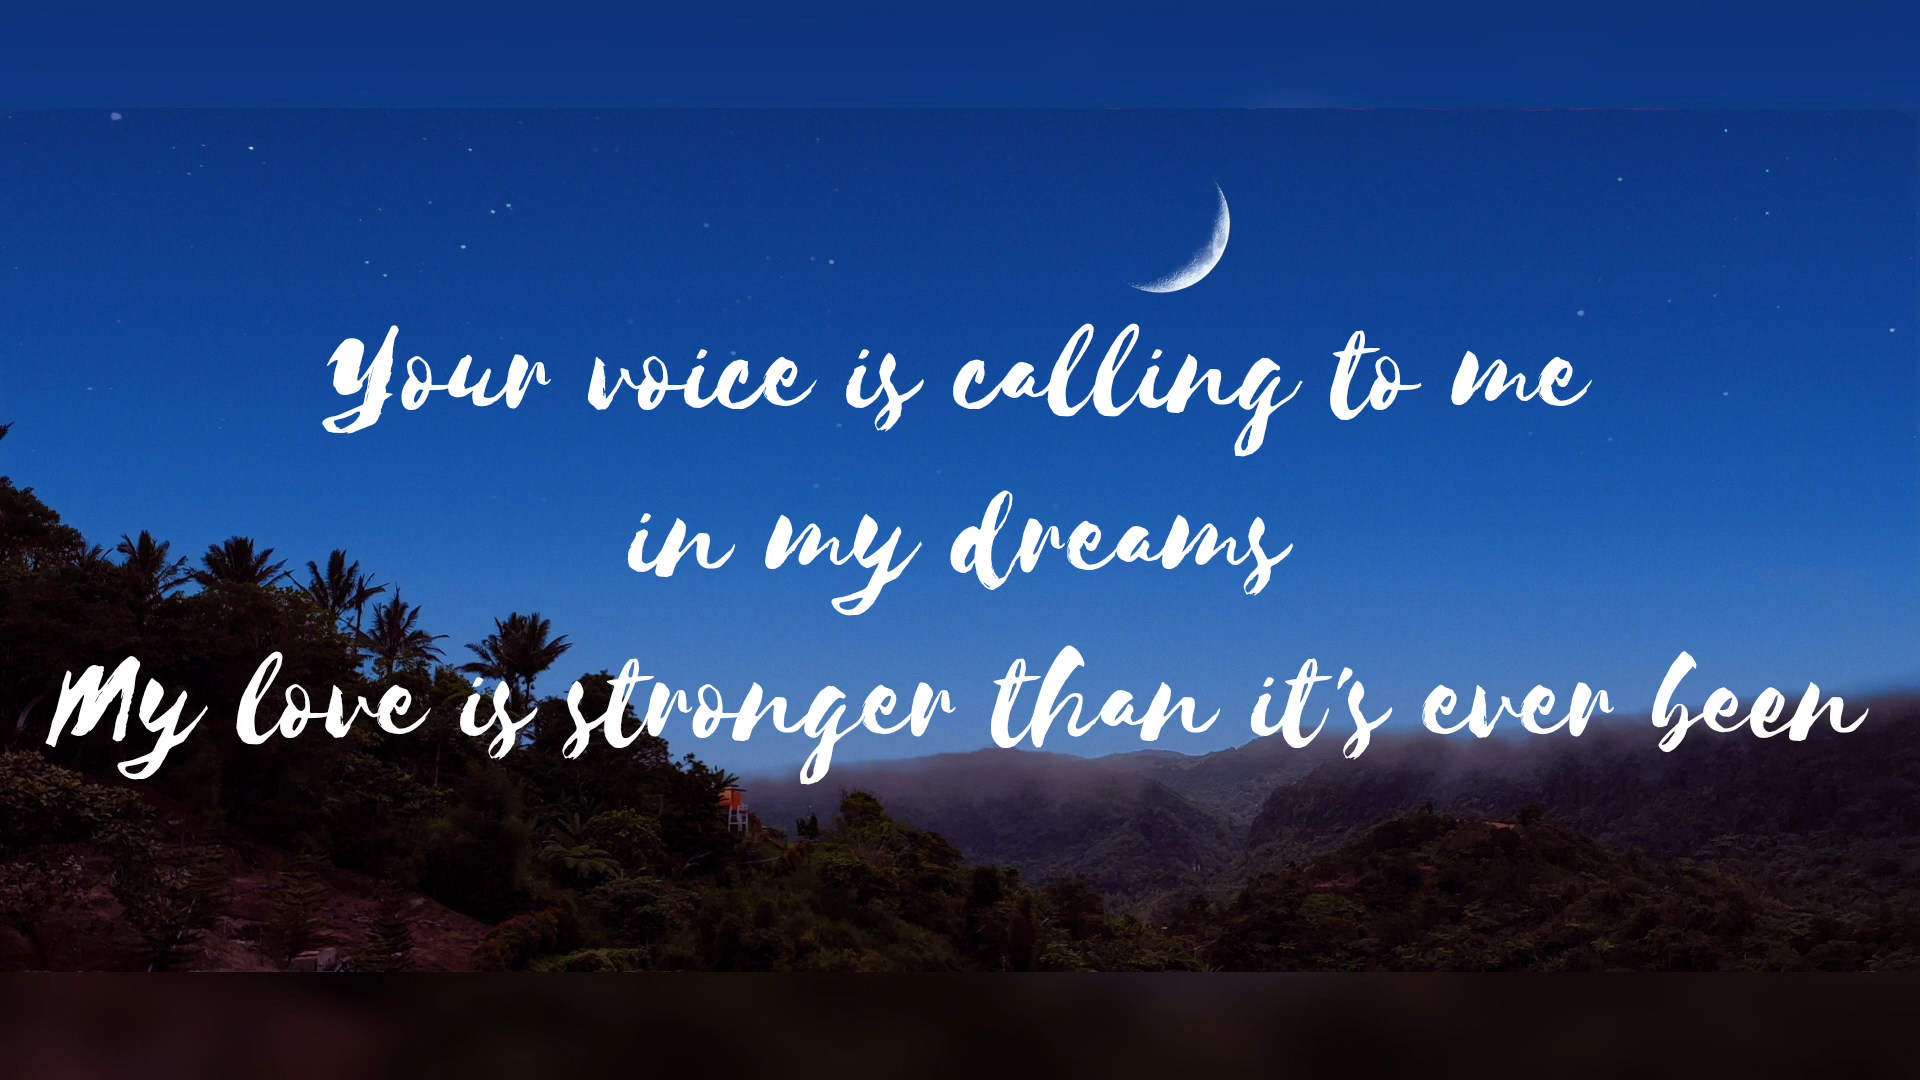 Your voice is calling to me
in my dreams
My love is stronger than it's ever been